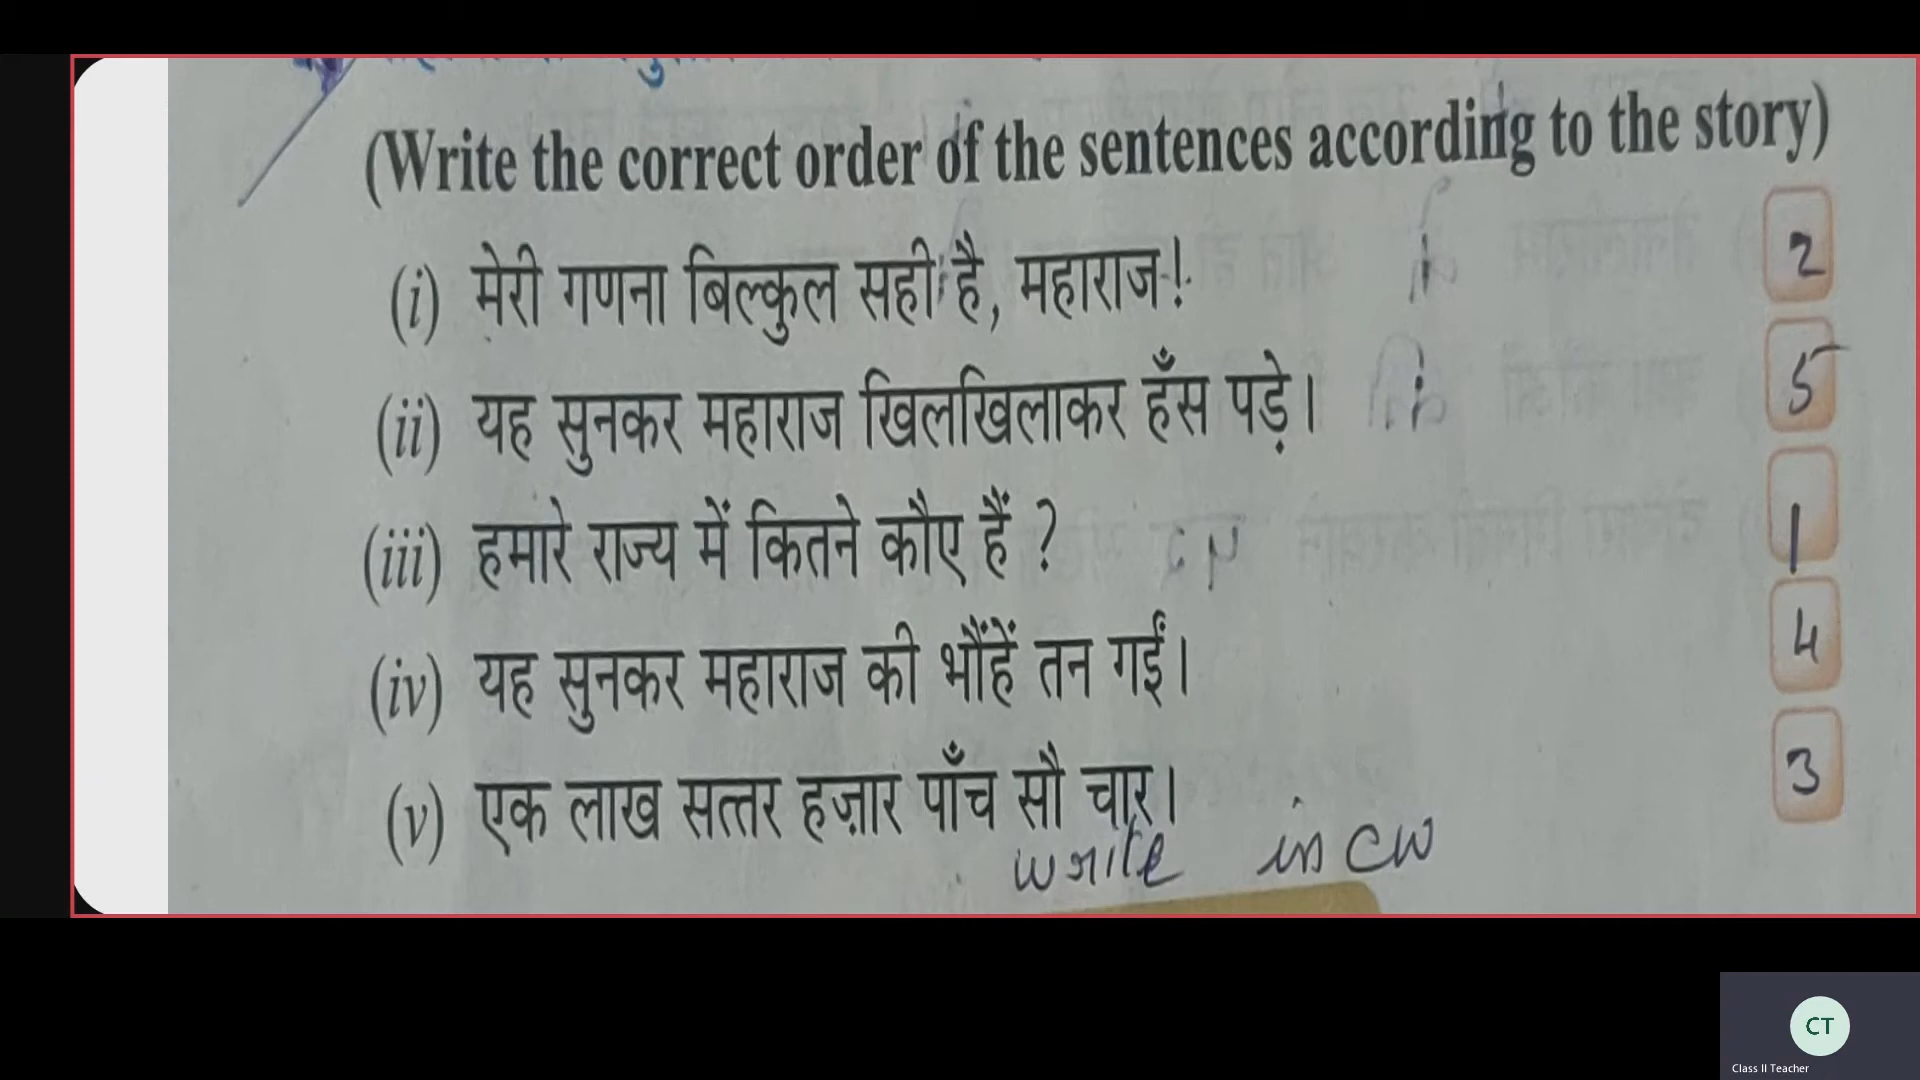 (Write the correct order of the sentences according to the story)
(i) मेरी गणना बिल्कुल सही है, महाराज! 2
(ii) यह सुनकर महाराज खिलखिलाकर हँस पड़े। 5
(iii) हमारे राज्य में कितने कौए हैं ? 1
(iv) यह सुनकर महाराज की भौंहें तन गईं। 4
(v) एक लाख सत्तर हज़ार पाँच सौ चार। 3
write in CW
CT
Class II Teacher